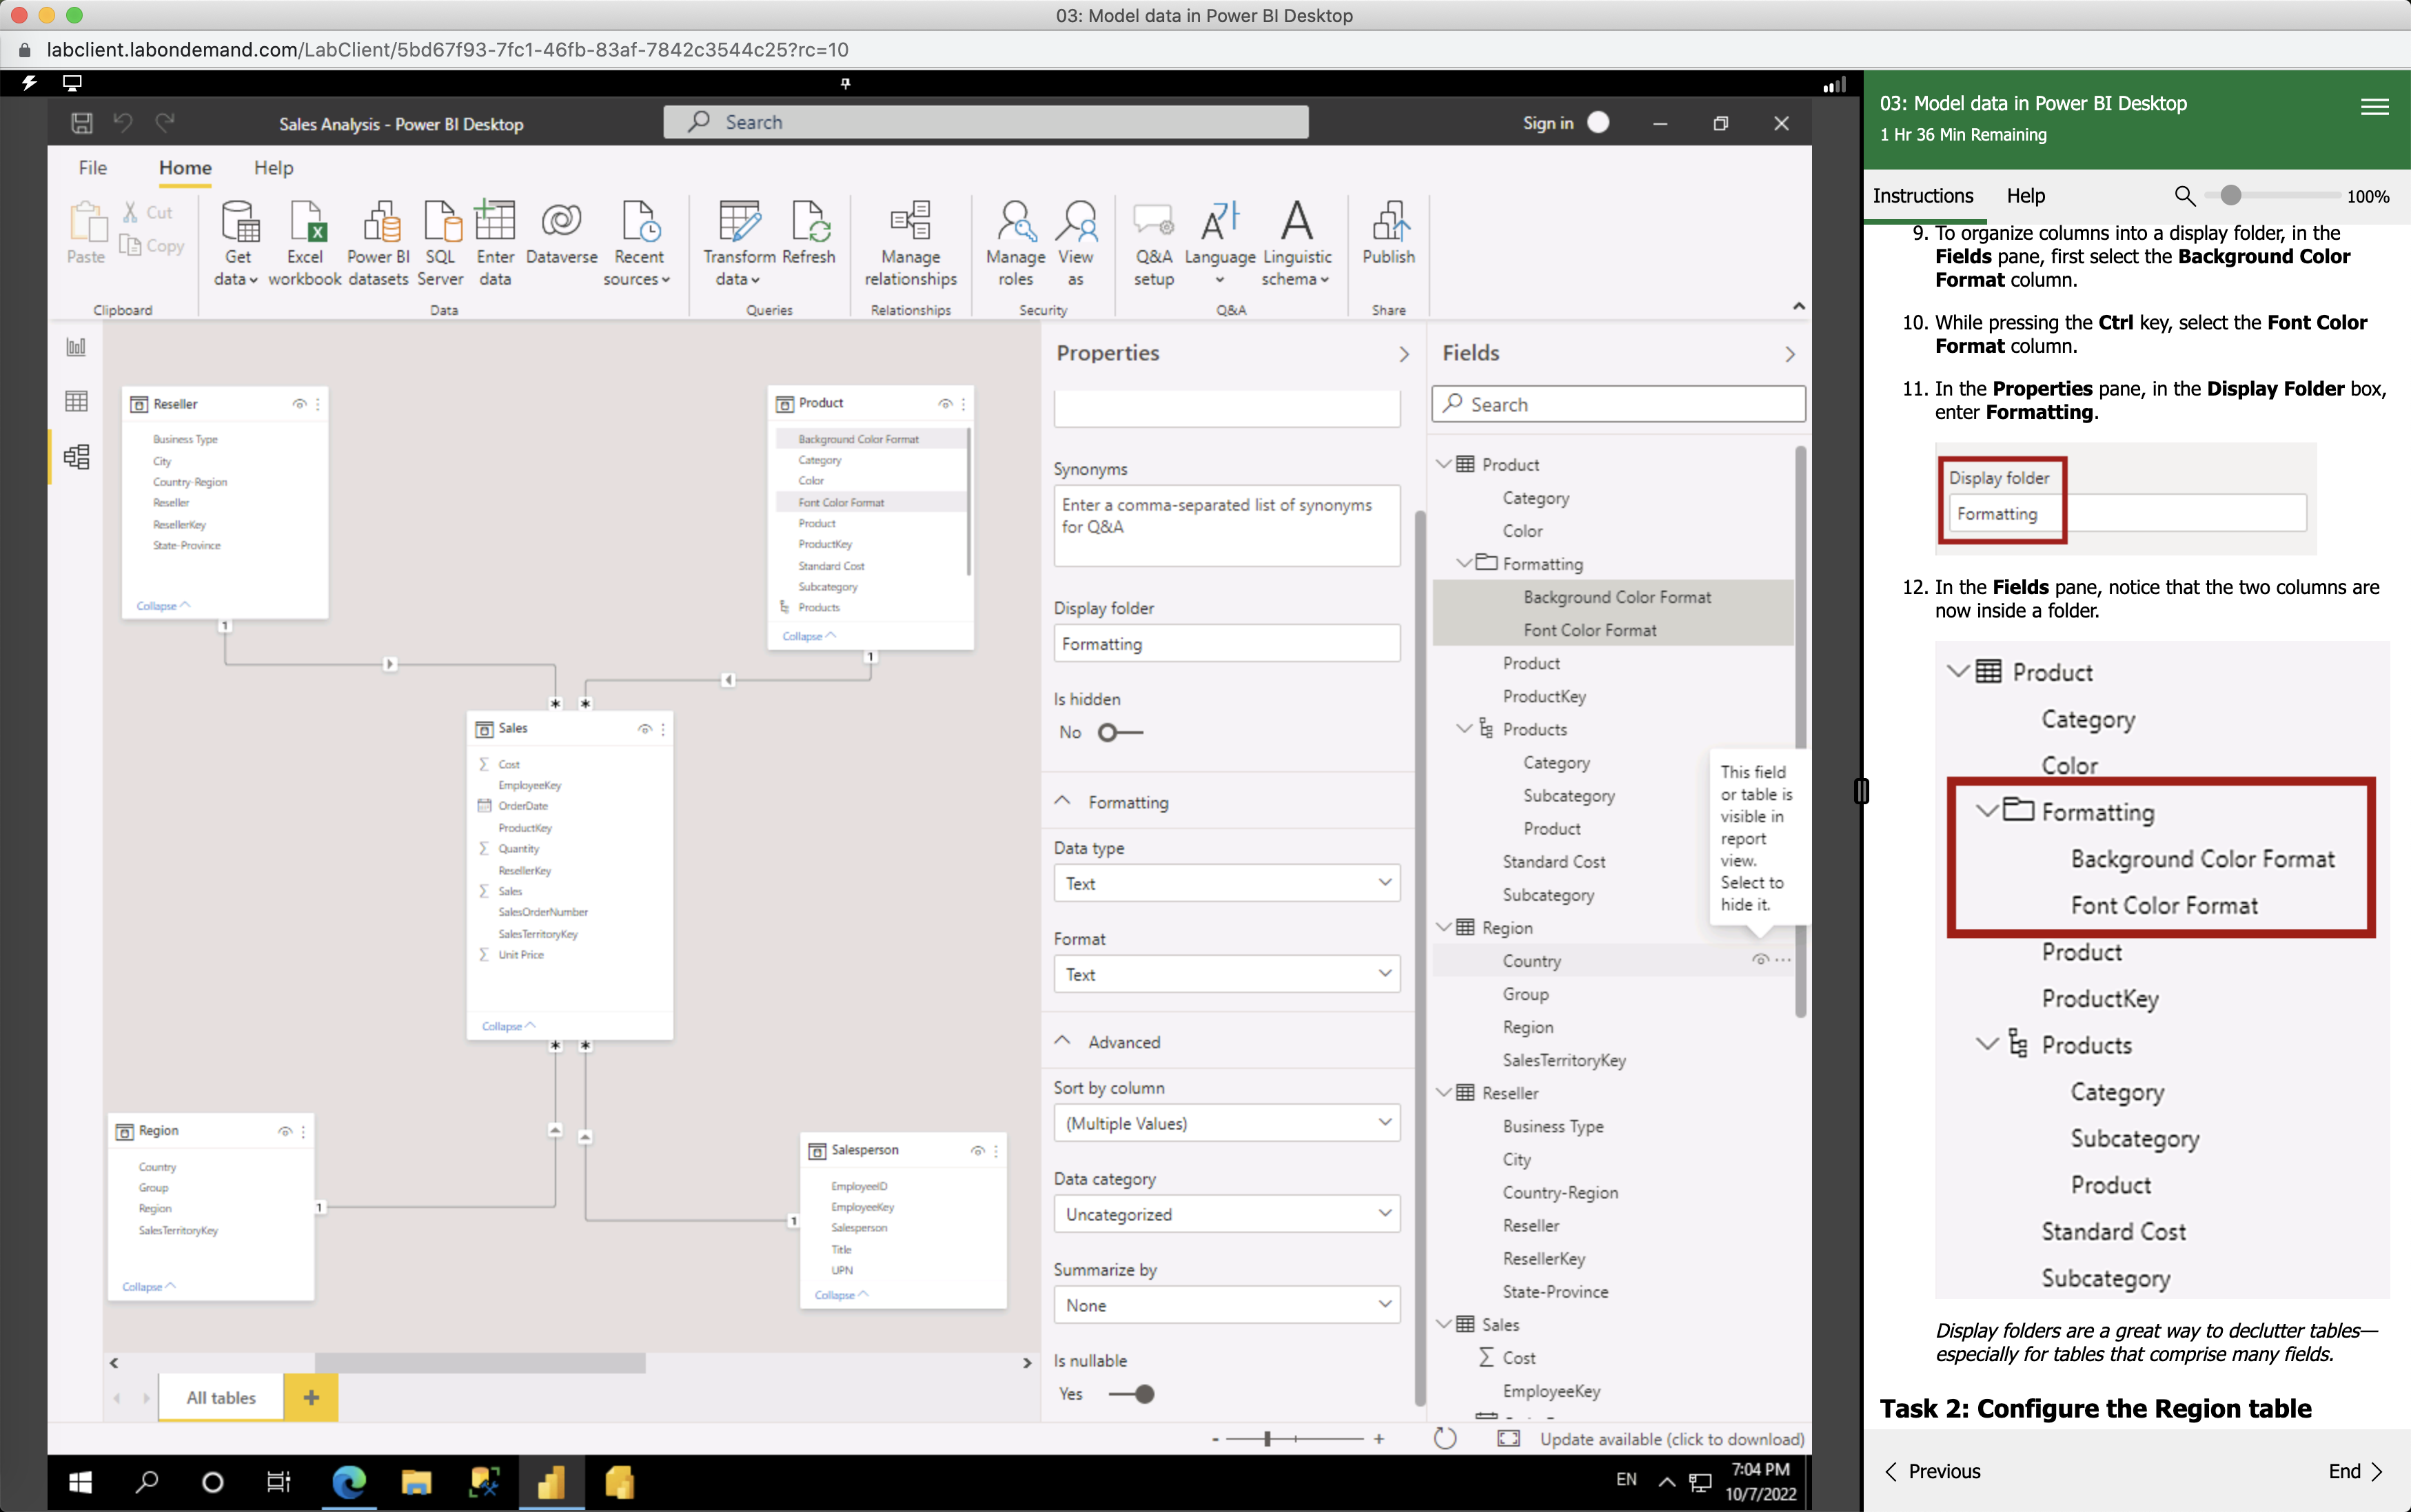 03: Model data in Power BI Desktop
labclient.labondemand.com/LabClient/5bd67f93-7fc1-46fb-83af-7842c3544c25?rc=10
Sales Analysis - Power BI Desktop
Search
Sign in
File
Home
Help
Paste
Cut
Copy
Clipboard
Get data
Excel workbook
Power BI datasets
SQL Server
Enter data
Dataverse
Recent sources
Data
Transform data
Refresh
Queries
Manage relationships
Relationships
Manage roles
View as
Security
Q&A setup
Language
Linguistic schema
Q&A
Publish
Share
Reseller
Business Type
City
Country-Region
Reseller
ResellerKey
State-Province
Collapse
1
Product
Background Color Format
Category
Color
Font Color Format
Product
ProductKey
Standard Cost
Subcategory
Products
Collapse
1
* *
Sales
Cost
EmployeeKey
OrderDate
ProductKey
Quantity
ResellerKey
Sales
SalesOrderNumber
SalesTerritoryKey
Unit Price
Collapse
* *
Region
Country
Group
Region
SalesTerritoryKey
Collapse
1
Salesperson
EmployeeID
EmployeeKey
Salesperson
Title
UPN
Collapse
1
All tables
+
Properties
Synonyms
Enter a comma-separated list of synonyms
for Q&A
Display folder
Formatting
Is hidden
No
Formatting
Data type
Text
Format
Text
Advanced
Sort by column
(Multiple Values)
Data category
Uncategorized
Summarize by
None
Is nullable
Yes
Fields
Search
Product
Category
Color
Formatting
Background Color Format
Font Color Format
Product
ProductKey
Products
Category
Subcategory
Product
Standard Cost
Subcategory
Region
Country
Group
Region
SalesTerritoryKey
Reseller
Business Type
City
Country-Region
Reseller
ResellerKey
State-Province
Sales
Cost
EmployeeKey
This field
or table is
visible in
report
view.
Select to
hide it.
- +
Update available (click to download)
EN
7:04 PM
10/7/2022
03: Model data in Power BI Desktop
1 Hr 36 Min Remaining
Instructions
Help
100%
9. To organize columns into a display folder, in the
Fields pane, first select the Background Color
Format column.
10. While pressing the Ctrl key, select the Font Color
Format column.
11. In the Properties pane, in the Display Folder box,
enter Formatting.
Display folder
Formatting
12. In the Fields pane, notice that the two columns are
now inside a folder.
Product
Category
Color
Formatting
Background Color Format
Font Color Format
Product
ProductKey
Products
Category
Subcategory
Product
Standard Cost
Subcategory
Display folders are a great way to declutter tables—
especially for tables that comprise many fields.
Task 2: Configure the Region table
Previous
End